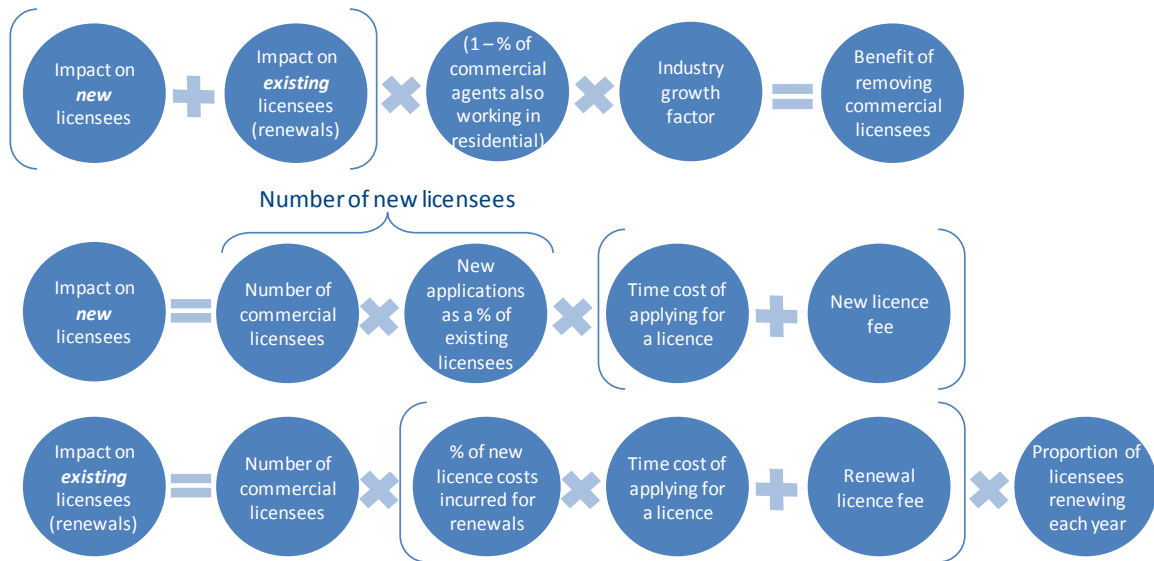 Impact on
new
licensees
Impact on
existing
licensees
(renewals)
(1 – % of
commercial
agents also
working in
residential)
Industry
growth
factor
Benefit of
removing
commercial
licensees
Number of new licensees
Impact on
new
licensees
Number of
commercial
licensees
New
applications
as a % of
existing
licensees
Time cost of
applying for
a licence
New licence
fee
Impact on
existing
licensees
(renewals)
Number of
commercial
licensees
% of new
licence costs
incurred for
renewals
Time cost of
applying for
a licence
Renewal
licence fee
Proportion of
licensees
renewing
each year